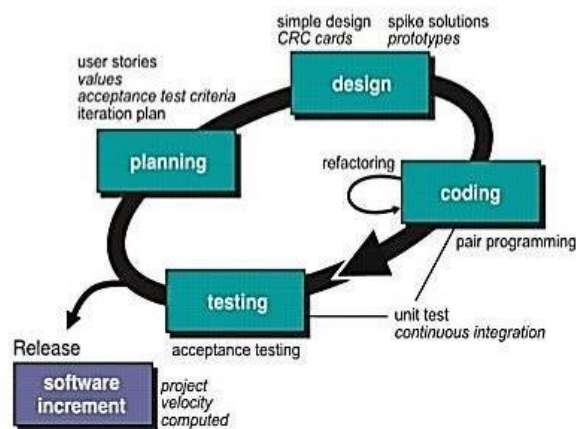 simple design
CRC cards
spike solutions
prototypes
design
user stories
values
acceptance test criteria
iteration plan
planning
refactoring
coding
pair programming
testing
acceptance testing
unit test
continuous integration
Release
software
increment
project
velocity
computed